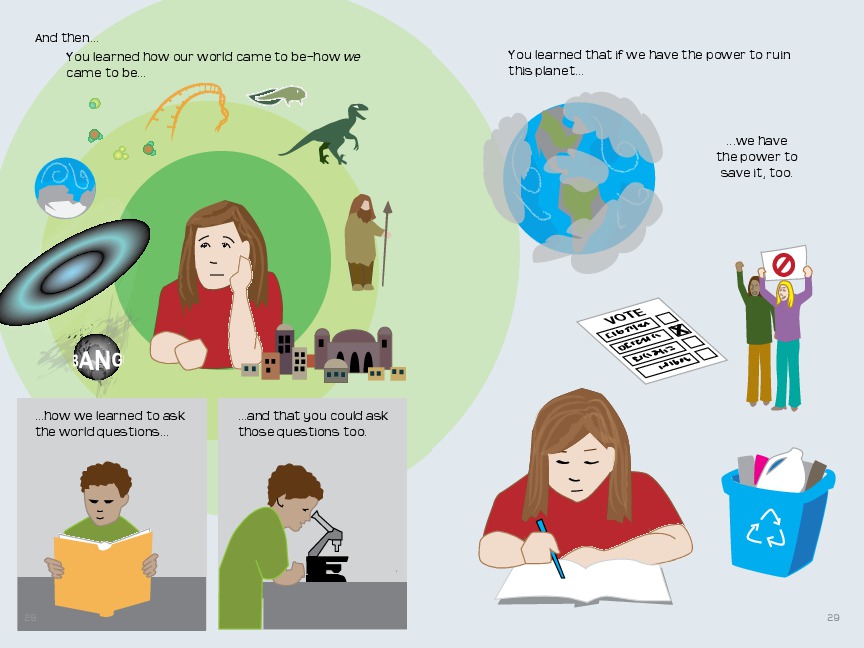 And then...
You learned how our world came to be—how we
came to be...
BANG
...how we learned to ask
the world questions...
...and that you could ask
those questions too.
28
You learned that if we have the power to ruin
this planet...
...we have
the power to
save it, too.
VOTE
29